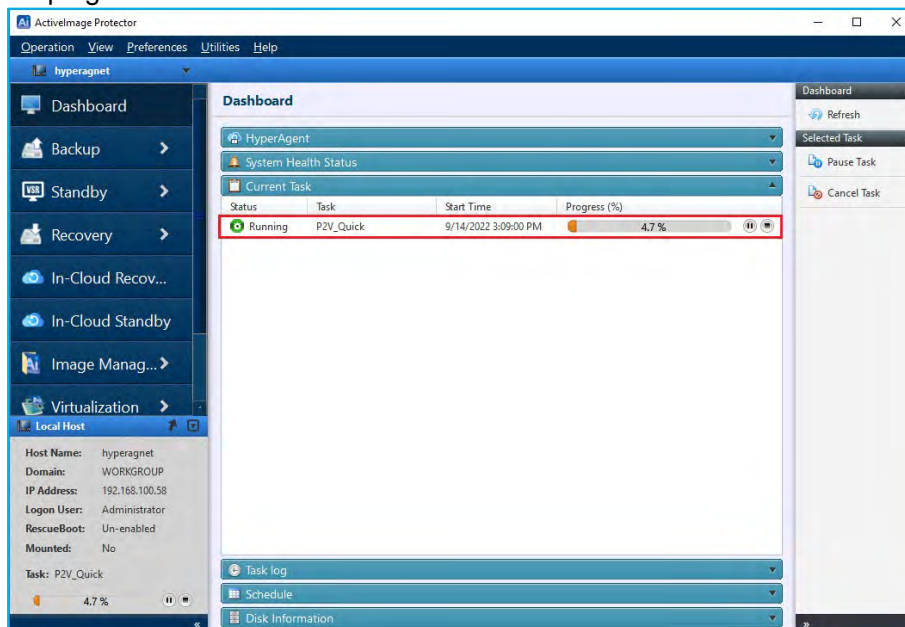 ActiveImage Protector
Operation View Preferences Utilities Help
hyperagnet
Dashboard
Backup
Standby
Recovery
In-Cloud Recov...
In-Cloud Standby
Image Manag...
Virtualization
Local Host
Host Name: hyperagnet
Domain: WORKGROUP
IP Address: 192.168.100.58
Logon User: Administrator
RescueBoot: Un-enabled
Mounted: No
Task: P2V_Quick
4.7 %
Dashboard
HyperAgent
System Health Status
Current Task
Status Task Start Time Progress (%)
Running P2V_Quick 9/14/2022 3:09:00 PM 4.7 %
Task log
Schedule
Disk Information
Dashboard
Refresh
Selected Task
Pause Task
Cancel Task